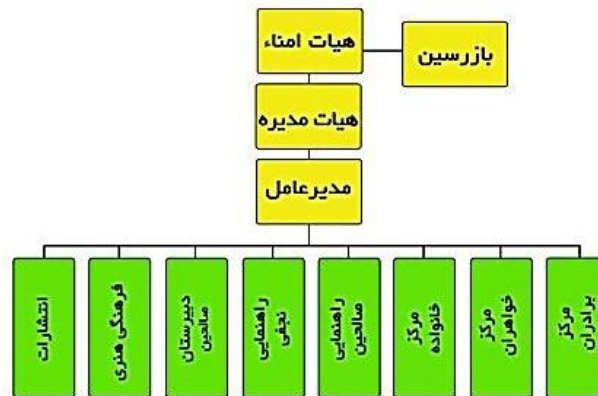 هیات امناء
بازرسین
هیات مدیره
مدیرعامل
مرکز
برادران
مرکز
خواهران
مرکز
خانواده
راهنمایی
صالحین
راهنمایی
نجفی
دبیرستان
صالحین
فرهنگی هنری
انتشارات